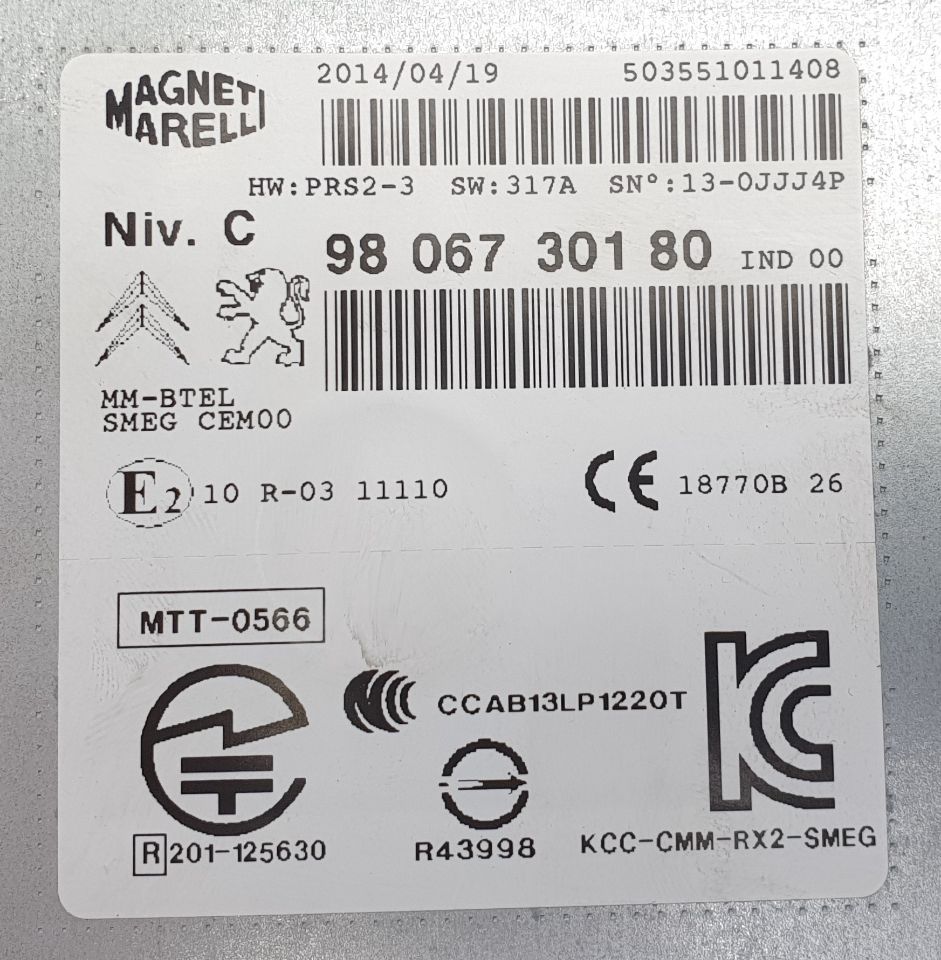 MAGNETI
MARELLI
2014/04/19 503551011408
HW:PRS2-3 SW:317A SN°:13-0JJJ4P
Niv. C
98 067 301 80 IND 00
MM-BTEL
SMEG CEM00
E2 10 R-03 11110
CE 18770B 26
MTT-0566
CCAB13LP1220T
R 201-125630
R43998
KCC-CMM-RX2-SMEG